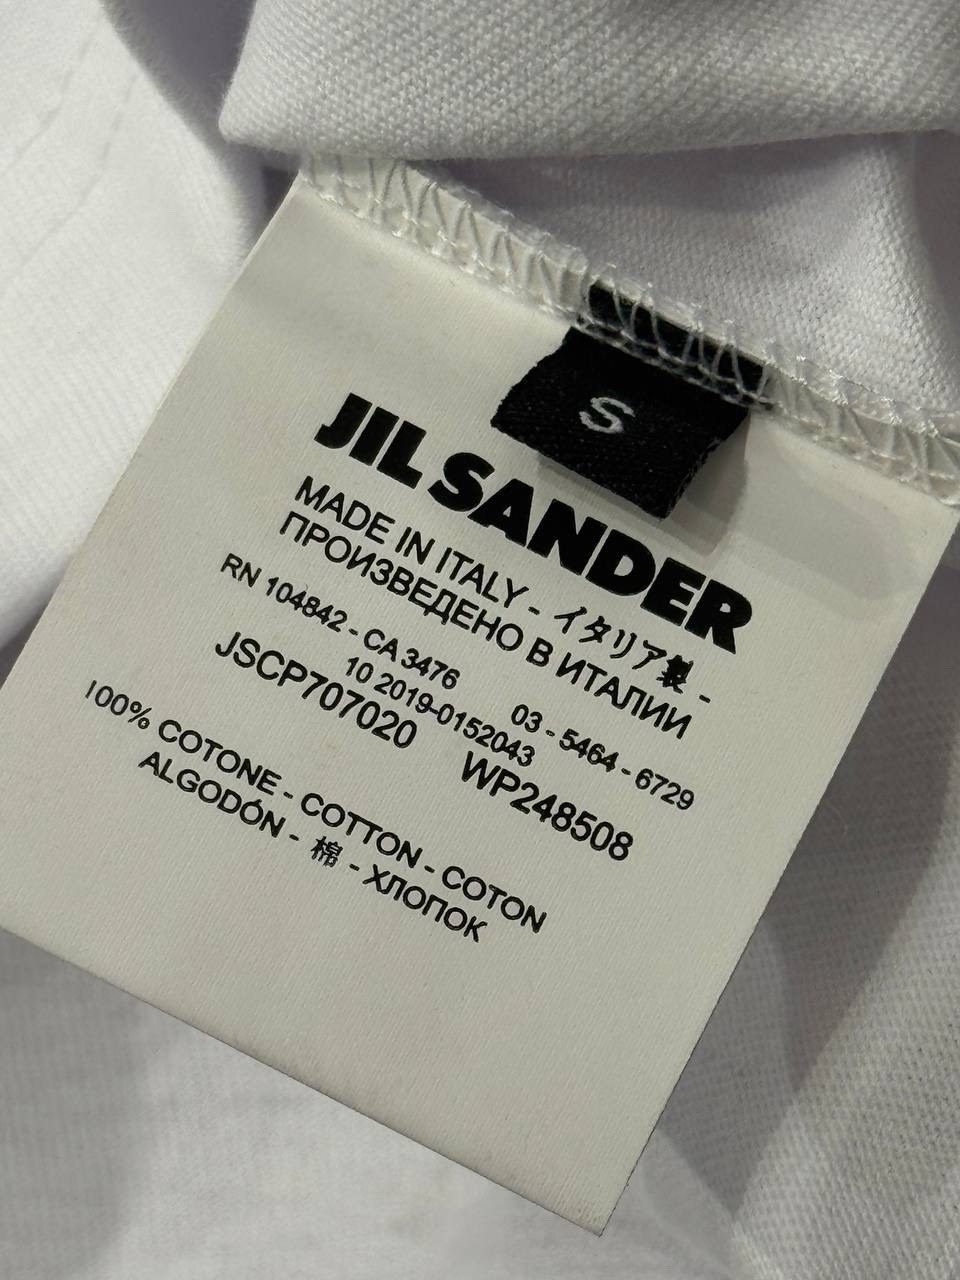 S
JIL SANDER
MADE IN ITALY - イタリア製 -
ПРОИЗВЕДЕНО В ИТАЛИИ
RN 104842 - CA 3476 03 - 5464 - 6729
10 2019-0152043
JSCP707020 WP248508
100% COTONE - COTTON - COTON
ALGODÓN - 棉 - ХЛОПОК